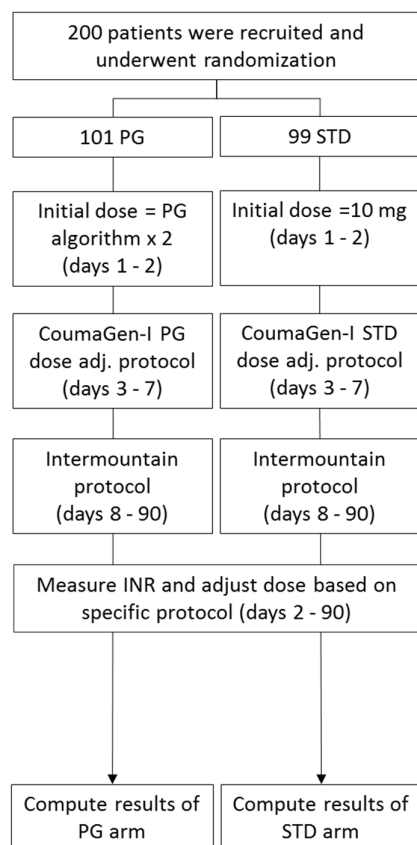 200 patients were recruited and
underwent randomization
101 PG
99 STD
Initial dose = PG
algorithm x 2
(days 1 - 2)
Initial dose =10 mg
(days 1 - 2)
CoumaGen-I PG
dose adj. protocol
(days 3 - 7)
CoumaGen-I STD
dose adj. protocol
(days 3 - 7)
Intermountain
protocol
(days 8 - 90)
Intermountain
protocol
(days 8 - 90)
Measure INR and adjust dose based on
specific protocol (days 2 - 90)
Compute results of
PG arm
Compute results of
STD arm